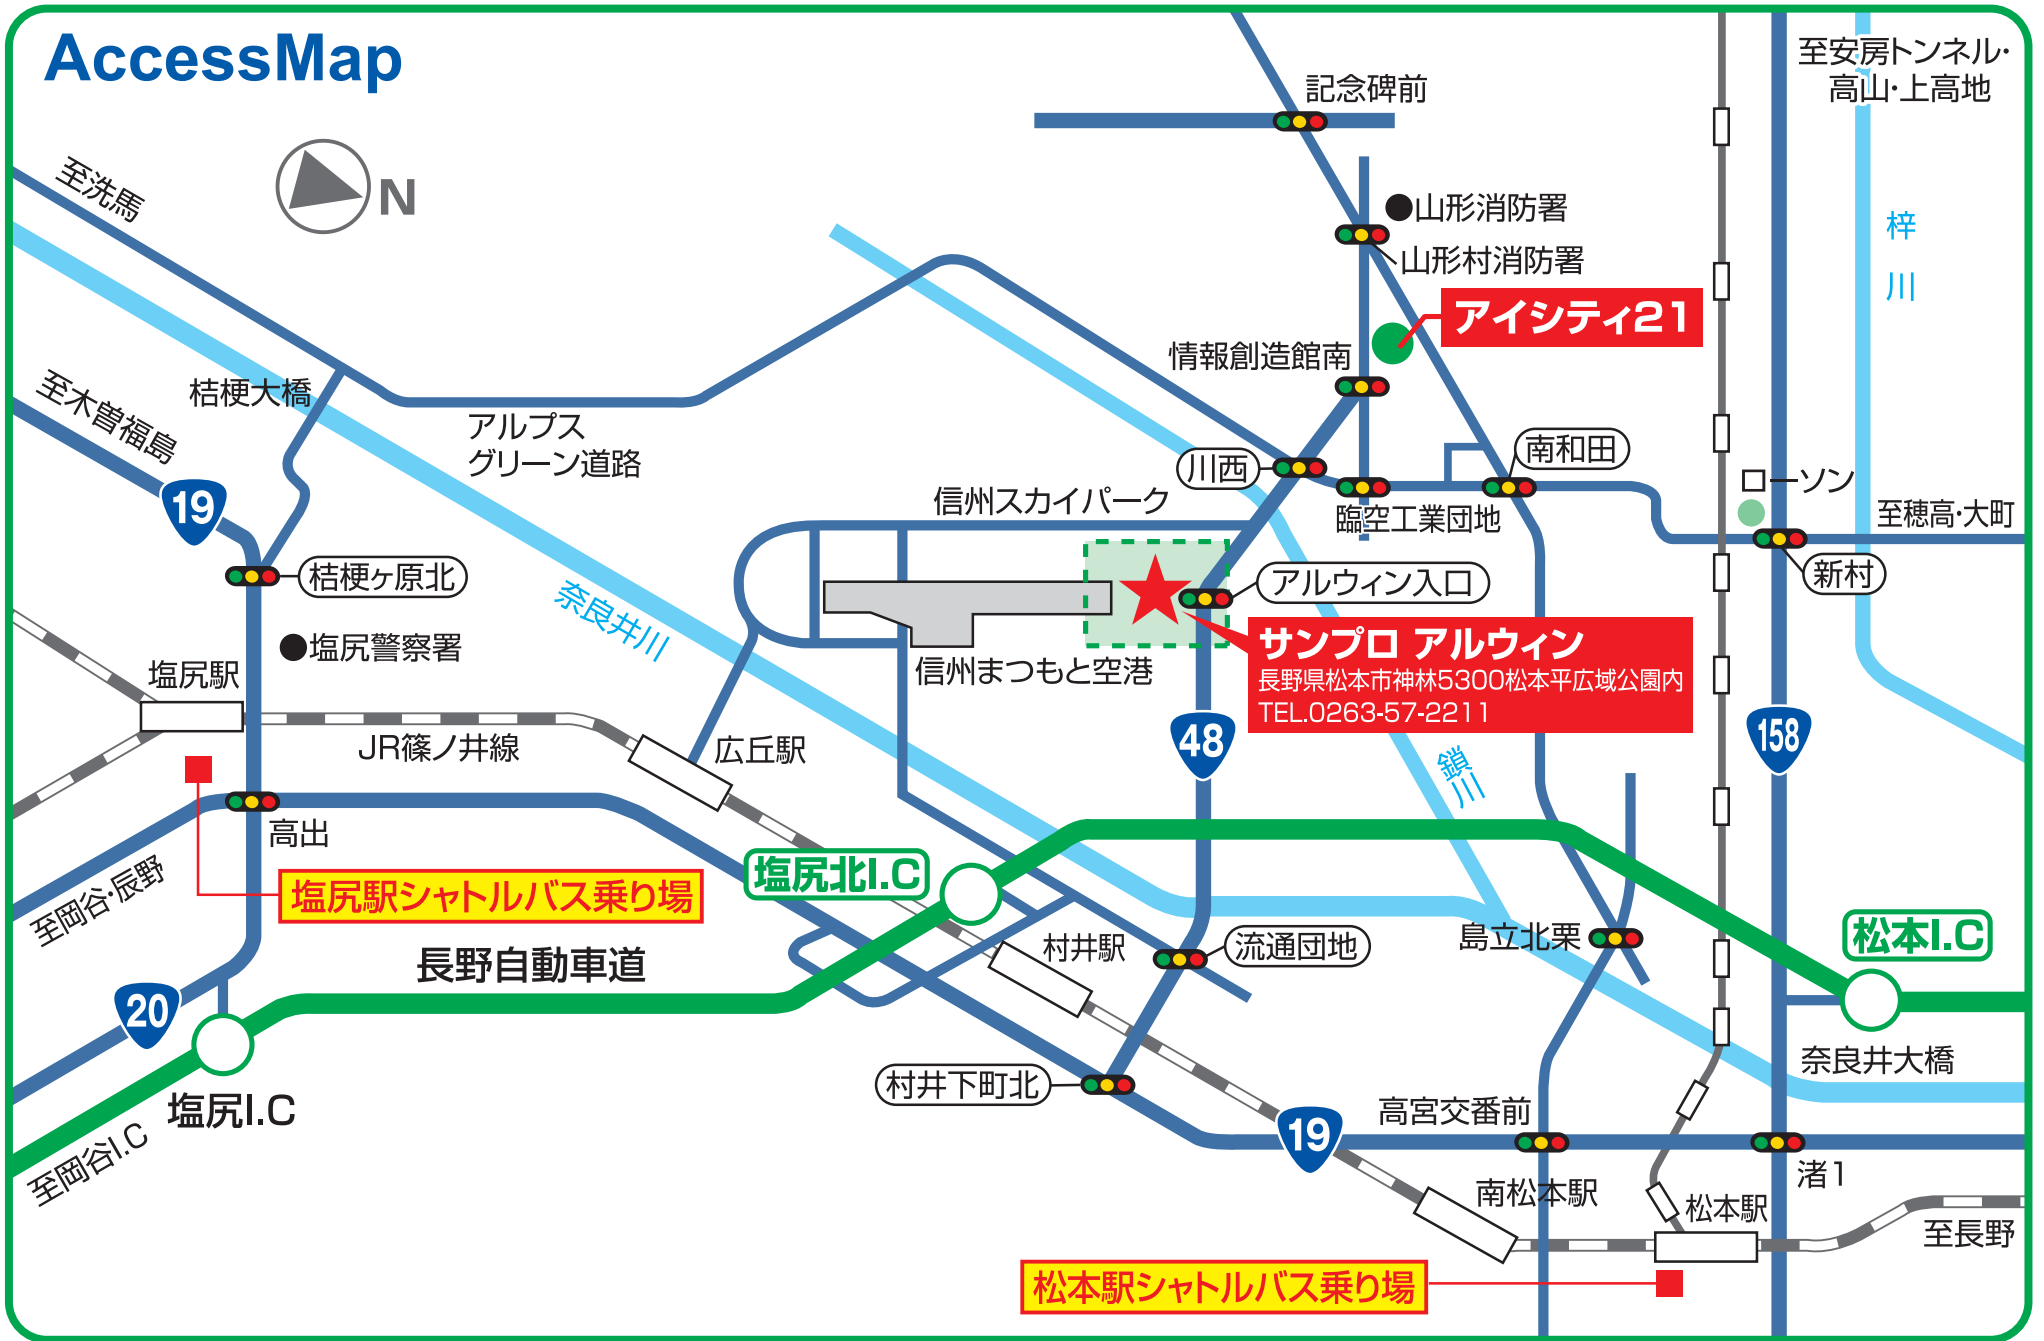 AccessMap
N
至安房トンネル・
高山・上高地
記念碑前
至洗馬
山形消防署
山形村消防署
梓川
アイシティ21
情報創造館南
至木曽福島
桔梗大橋
アルプス
グリーン道路
川西
南和田
ローソン
19
信州スカイパーク
臨空工業団地
至穂高・大町
桔梗ヶ原北
奈良井川
アルウィン入口
新村
塩尻警察署
塩尻駅
信州まつもと空港
サンプロ アルウィン
長野県松本市神林5300松本平広域公園内
TEL.0263-57-2211
JR篠ノ井線
広丘駅
48
158
鎖川
高出
塩尻北I.C
塩尻駅シャトルバス乗り場
至岡谷・辰野
村井駅
流通団地
島立北栗
松本I.C
長野自動車道
20
奈良井大橋
村井下町北
塩尻I.C
高宮交番前
19
至岡谷I.C
渚1
南松本駅
松本駅
至長野
松本駅シャトルバス乗り場